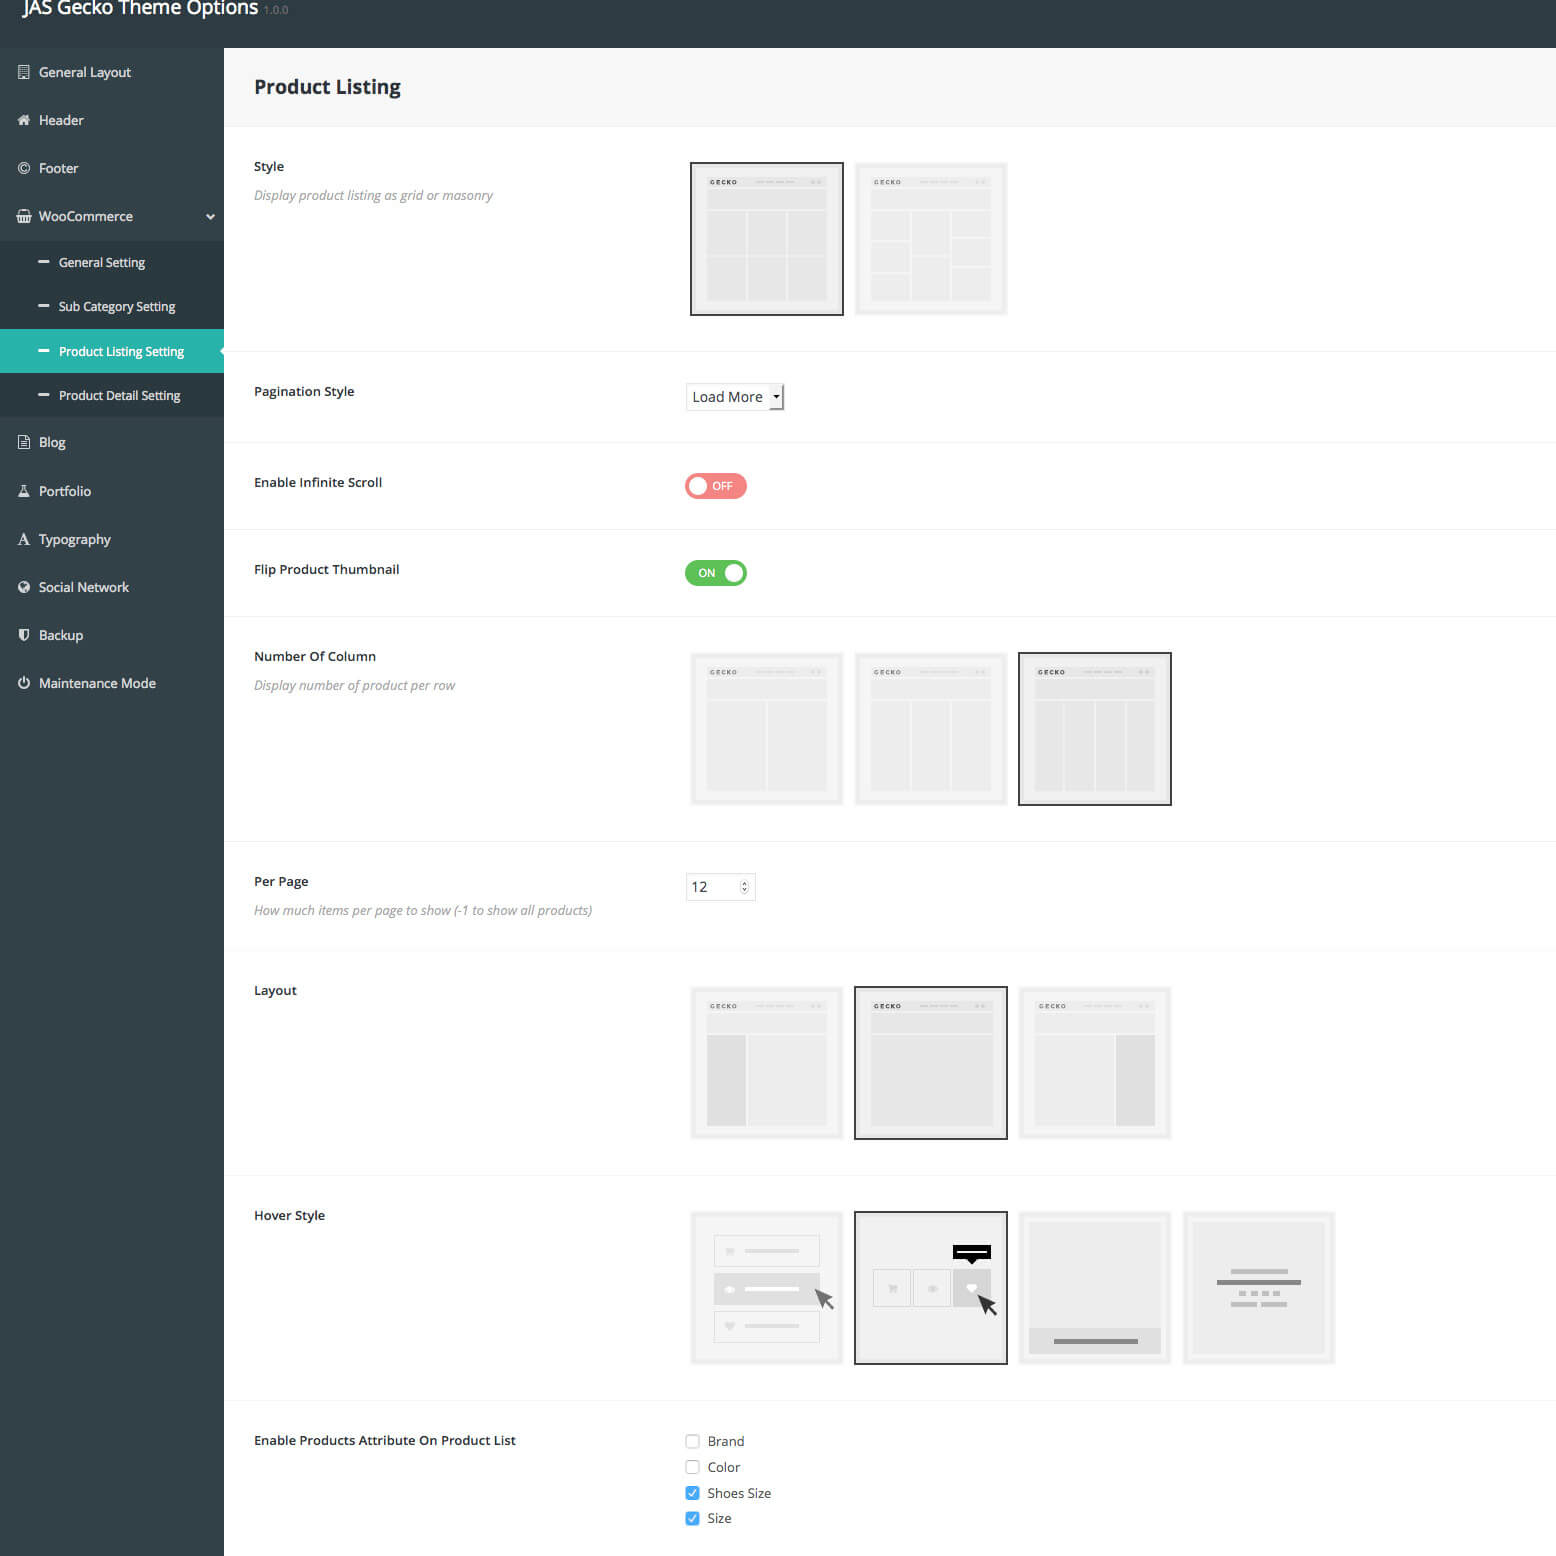 JAS Gecko Theme Options 1.0.0
General Layout
Header
Footer
WooCommerce
General Setting
Sub Category Setting
Product Listing Setting
Product Detail Setting
Blog
Portfolio
Typography
Social Network
Backup
Maintenance Mode
Product Listing
Style
Display product listing as grid or masonry
GECKO
GECKO
Pagination Style
Load More
Enable Infinite Scroll
OFF
Flip Product Thumbnail
ON
Number Of Column
Display number of product per row
GECKO
GECKO
GECKO
Per Page
How much items per page to show (-1 to show all products)
12
Layout
GECKO
GECKO
GECKO
Hover Style
Enable Products Attribute On Product List
Brand
Color
Shoes Size
Size